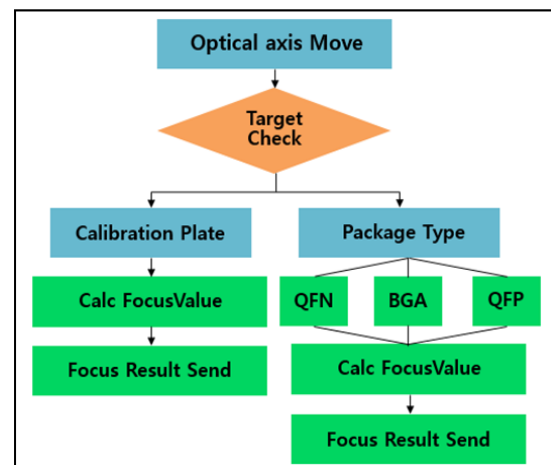 Optical axis Move
Target
Check
Calibration Plate
Package Type
Calc FocusValue
QFN
BGA
QFP
Focus Result Send
Calc FocusValue
Focus Result Send